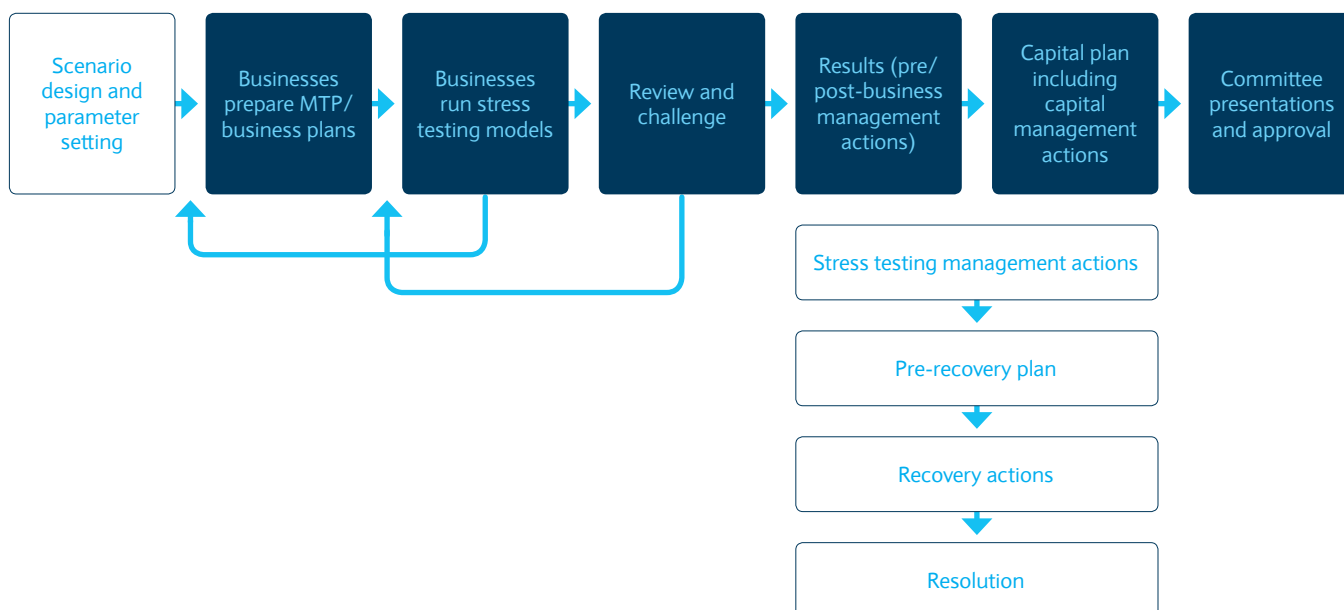 Scenario
design and
parameter
setting
Businesses
prepare MTP/
business plans
Businesses
run stress
testing models
Review and
challenge
Results (pre/
post-business
management
actions)
Capital plan
including
capital
management
actions
Committee
presentations
and approval
Stress testing management actions
Pre-recovery plan
Recovery actions
Resolution